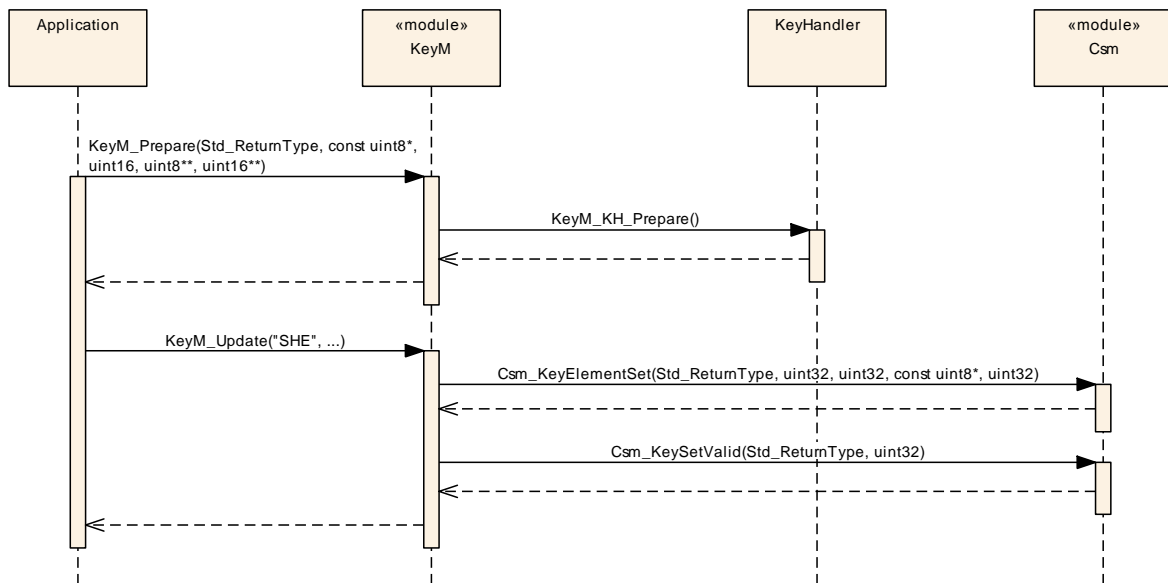 Application
«module»
KeyM
KeyHandler
«module»
Csm
KeyM_Prepare(Std_ReturnType, const uint8*,
uint16, uint8**, uint16**)
KeyM_KH_Prepare()
KeyM_Update("SHE", ...)
Csm_KeyElementSet(Std_ReturnType, uint32, uint32, const uint8*, uint32)
Csm_KeySetValid(Std_ReturnType, uint32)